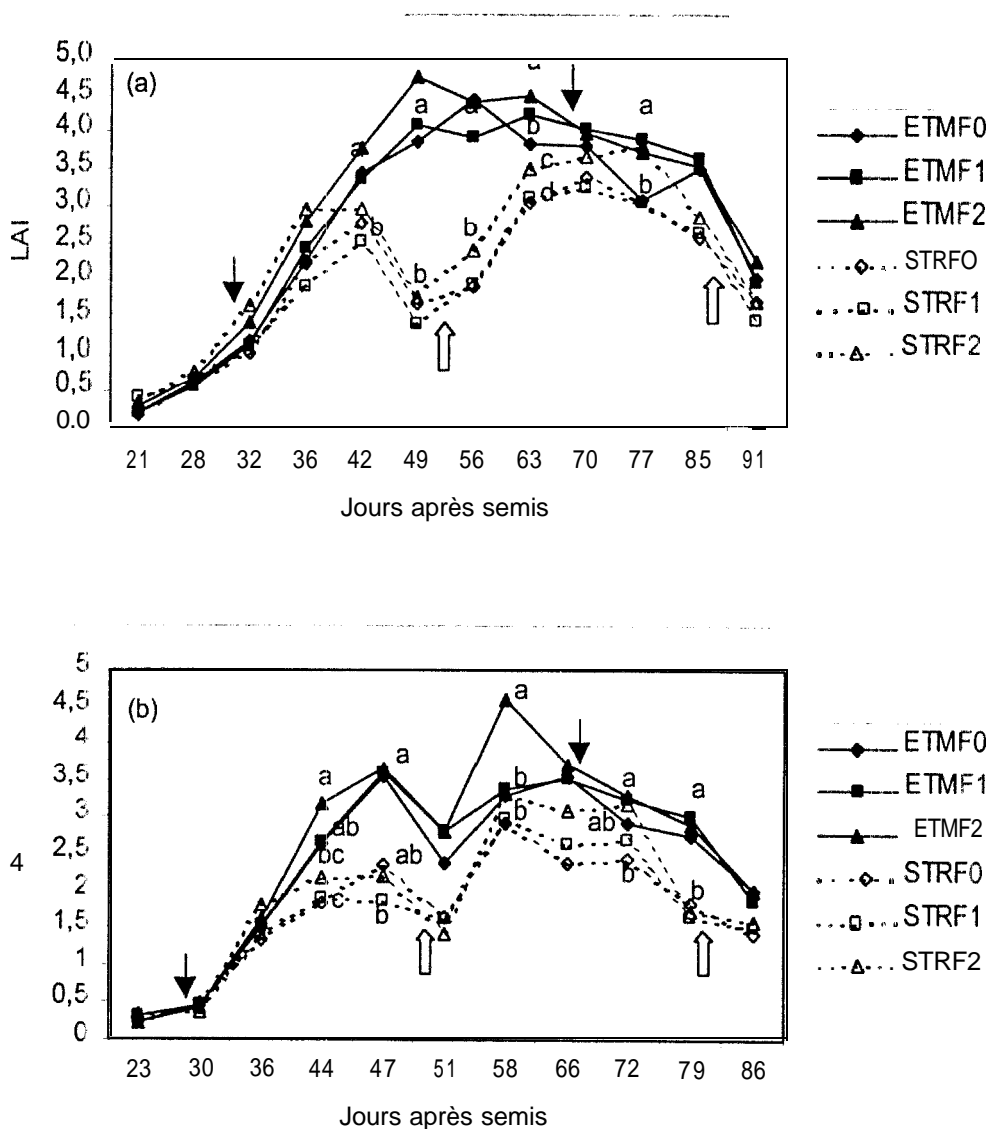 5,0
(a)
4,5
4,0
3,5
3,0
2,5
2,0
1,5
1,0
0,5
0.0
LAI
a a b a
a c
b d b
b
b
21 28 32 36 42 49 56 63 70 77 85 91
Jours après semis
ETMF0
ETMF1
ETMF2
STRFO
STRF1
STRF2
5
(b)
4,5
4
3,5
3
2,5
2
1,5
1
0,5
0
4
a
a a a a
ab b b ab
bc ab
c b b b
23 30 36 44 47 51 58 66 72 79 86
Jours après semis
ETMF0
ETMF1
ETMF2
STRF0
STRF1
STRF2